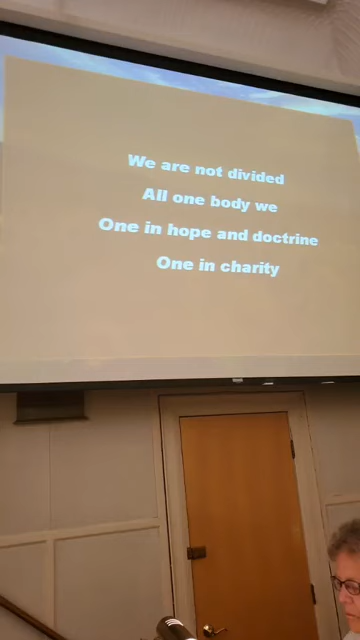 We are not divided
All one body we
One in hope and doctrine
One in charity